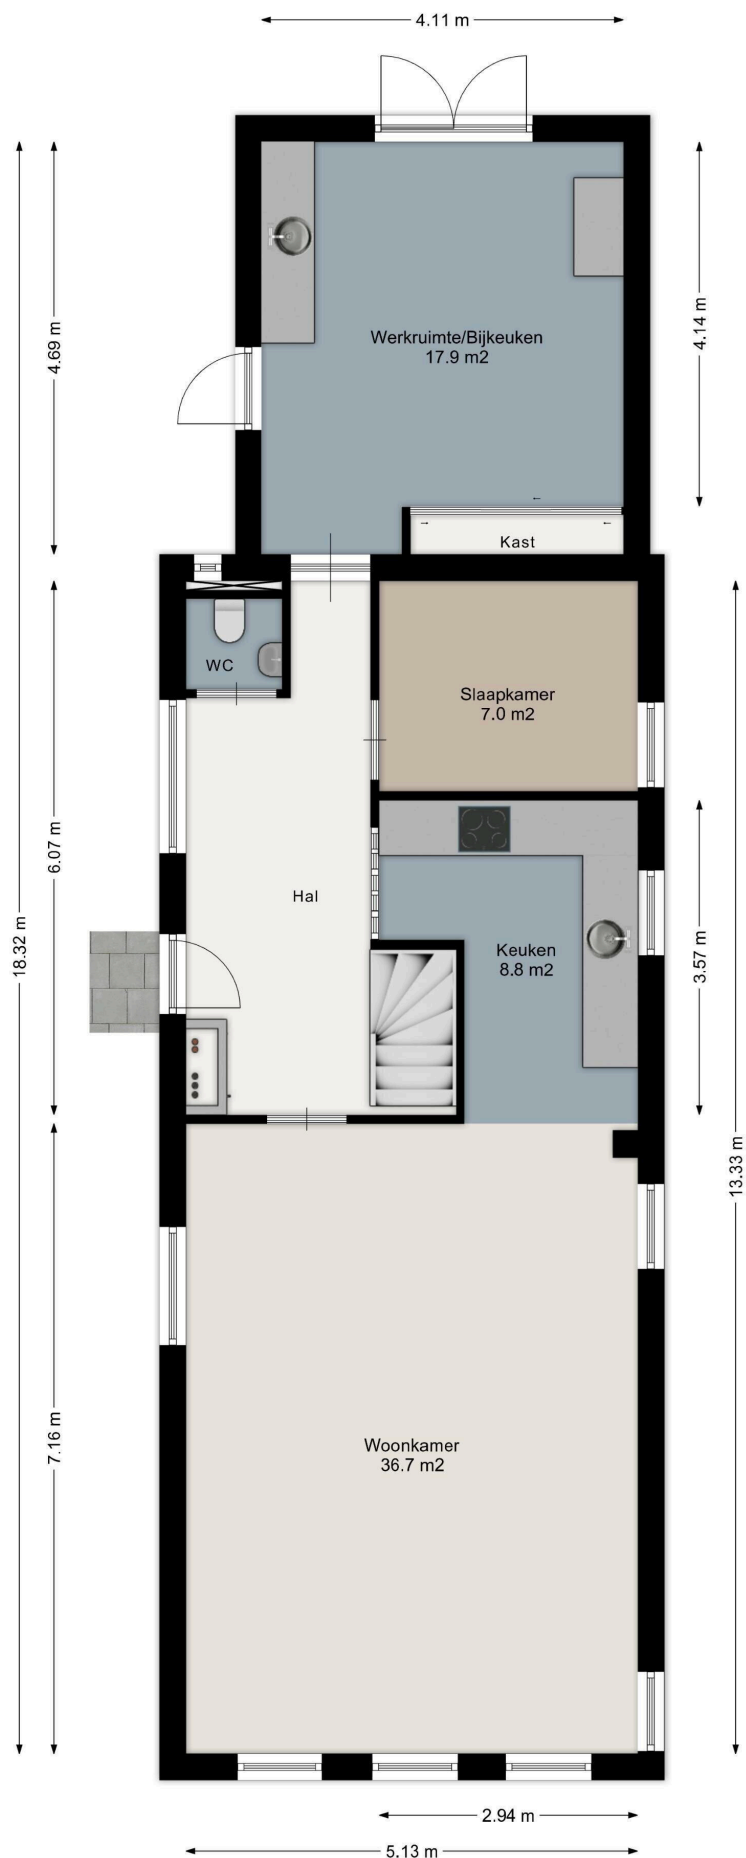 4.11 m
Werkruimte/Bijkeuken
17.9 m2
4.69 m
4.14 m
Kast
WC
Slaapkamer
7.0 m2
6.07 m
18.32 m
Hal
Keuken
8.8 m2
3.57 m
13.33 m
Woonkamer
36.7 m2
7.16 m
2.94 m
5.13 m